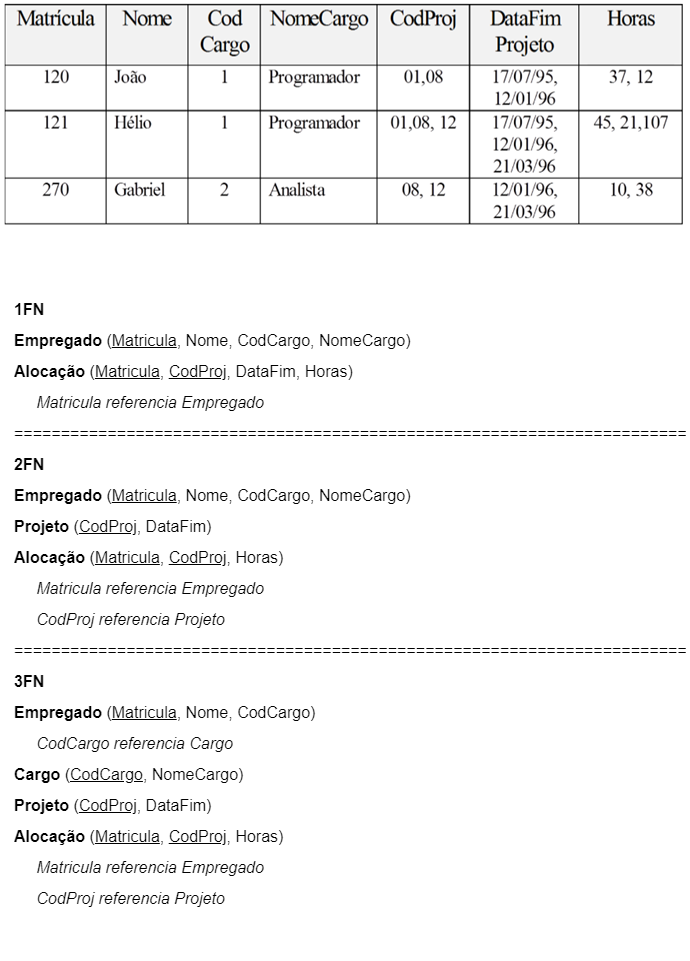 Matrícula Nome Cod NomeCargo CodProj DataFim Horas
Cargo Projeto
120 João 1 Programador 01,08 17/07/95, 37, 12
12/01/96
121 Hélio 1 Programador 01,08, 12 17/07/95, 45, 21,107
12/01/96,
21/03/96
270 Gabriel 2 Analista 08, 12 12/01/96, 10, 38
21/03/96
1FN
Empregado (Matricula, Nome, CodCargo, NomeCargo)
Alocação (Matricula, CodProj, DataFim, Horas)
Matricula referencia Empregado
========================================================================
2FN
Empregado (Matricula, Nome, CodCargo, NomeCargo)
Projeto (CodProj, DataFim)
Alocação (Matricula, CodProj, Horas)
Matricula referencia Empregado
CodProj referencia Projeto
========================================================================
3FN
Empregado (Matricula, Nome, CodCargo)
CodCargo referencia Cargo
Cargo (CodCargo, NomeCargo)
Projeto (CodProj, DataFim)
Alocação (Matricula, CodProj, Horas)
Matricula referencia Empregado
CodProj referencia Projeto